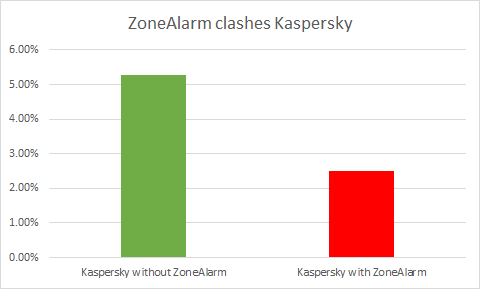 ZoneAlarm clashes Kaspersky
6.00%
5.00%
4.00%
3.00%
2.00%
1.00%
0.00%
Kaspersky without ZoneAlarm
Kaspersky with ZoneAlarm